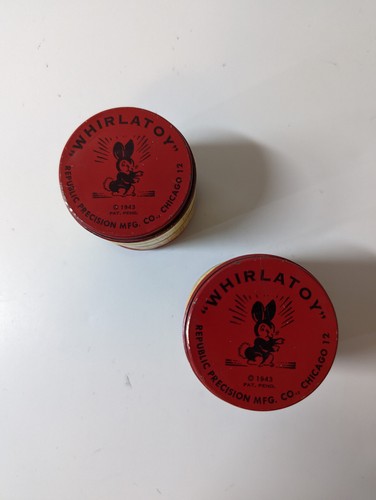 "WHIRLATOY"
REPUBLIC PRECISION MFG. CO., CHICAGO 12
© 1943
PAT. PEND.
"WHIRLATOY"
REPUBLIC PRECISION MFG. CO., CHICAGO 12
© 1943
PAT. PEND.